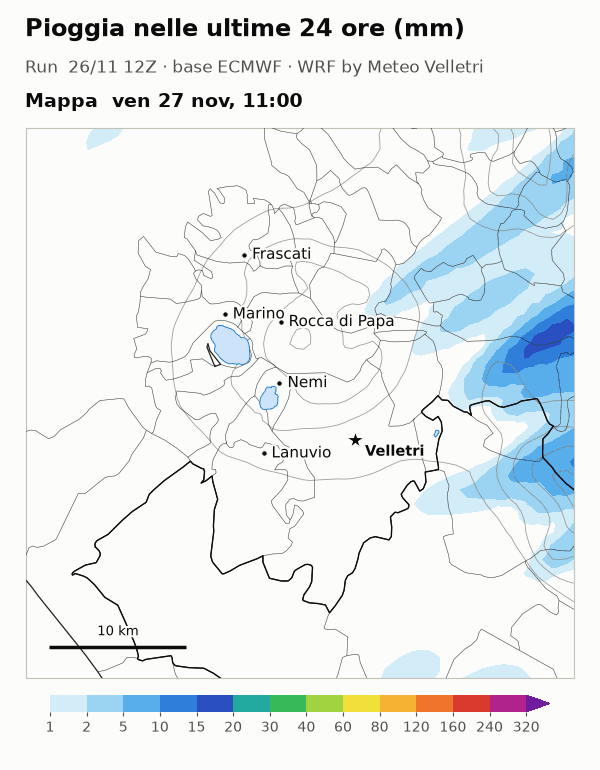 Pioggia nelle ultime 24 ore (mm)
Run  26/11 12Z · base ECMWF · WRF by Meteo Velletri
Mappa  ven 27 nov, 11:00
Frascati
Marino
Rocca di Papa
Nemi
Velletri
Lanuvio
10 km
1 2 5 10 15 20 30 40 60 80 120 160 240 320